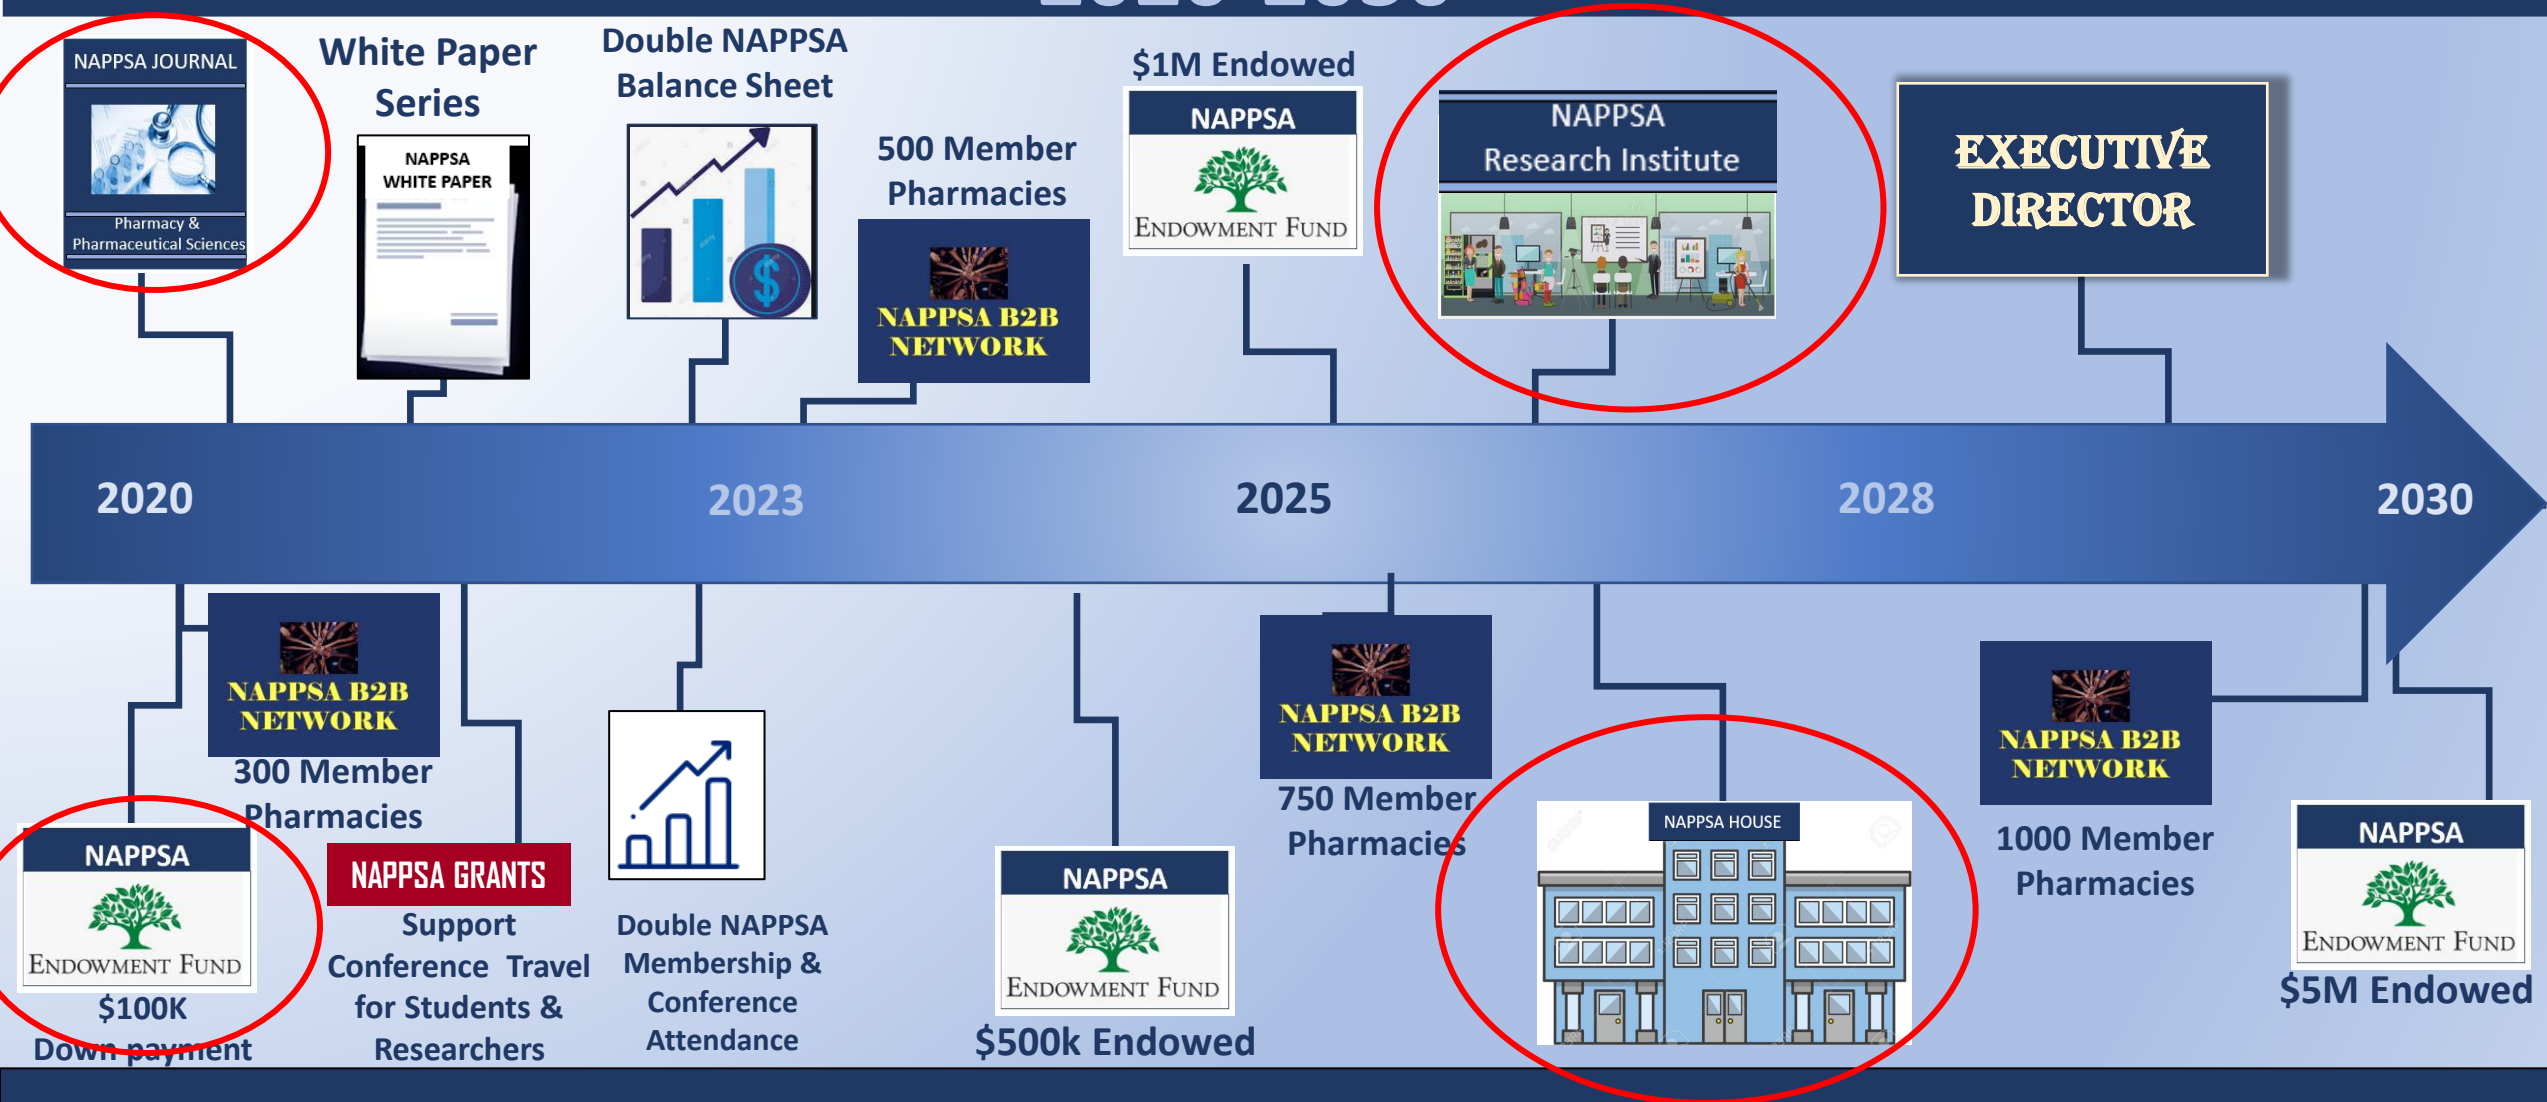 2020-2030
NAPPSA JOURNAL
Pharmacy &
Pharmaceutical Sciences
White Paper
Series
NAPPSA
WHITE PAPER
Double NAPPSA
Balance Sheet
500 Member
Pharmacies
NAPPSA B2B
NETWORK
$1M Endowed
NAPPSA
ENDOWMENT FUND
NAPPSA
Research Institute
EXECUTIVE
DIRECTOR
2020
2023
2025
2028
2030
NAPPSA B2B
NETWORK
300 Member
Pharmacies
NAPPSA
ENDOWMENT FUND
$100K
Down payment
NAPPSA GRANTS
Support
Conference Travel
for Students &
Researchers
Double NAPPSA
Membership &
Conference
Attendance
NAPPSA
ENDOWMENT FUND
$500k Endowed
NAPPSA B2B
NETWORK
750 Member
Pharmacies
NAPPSA HOUSE
NAPPSA B2B
NETWORK
1000 Member
Pharmacies
NAPPSA
ENDOWMENT FUND
$5M Endowed